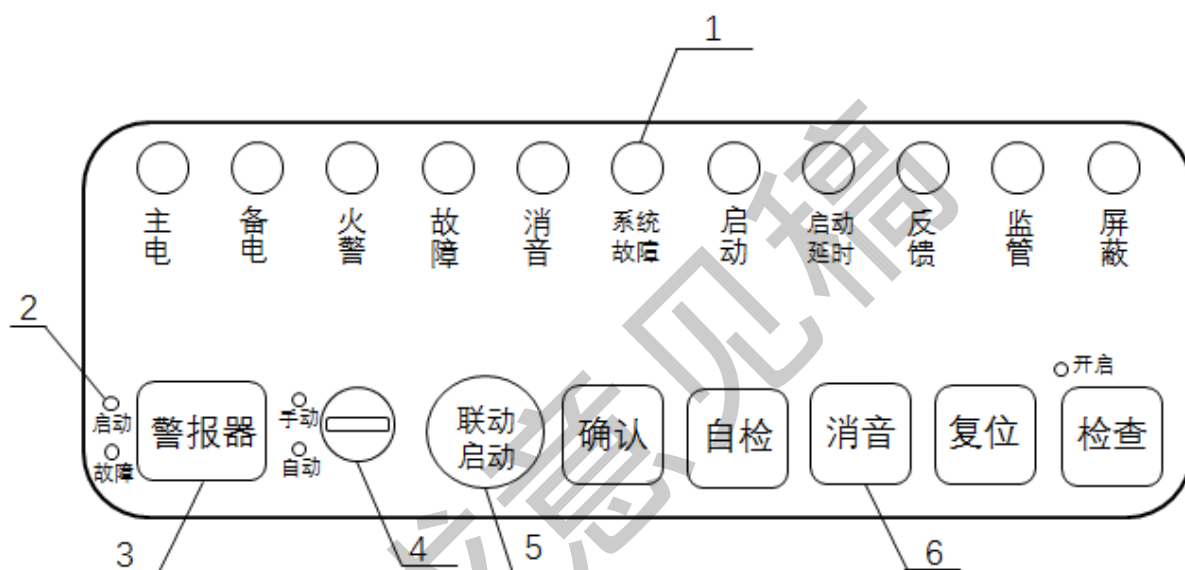 1
主电
备电
火警
故障
消音
系统
故障
启动
启动
延时
反馈
监管
屏蔽
2
启动
故障
警报器
手动
自动
联动
启动
确认
自检
消音
复位
开启
检查
3
4
5
6
意见稿